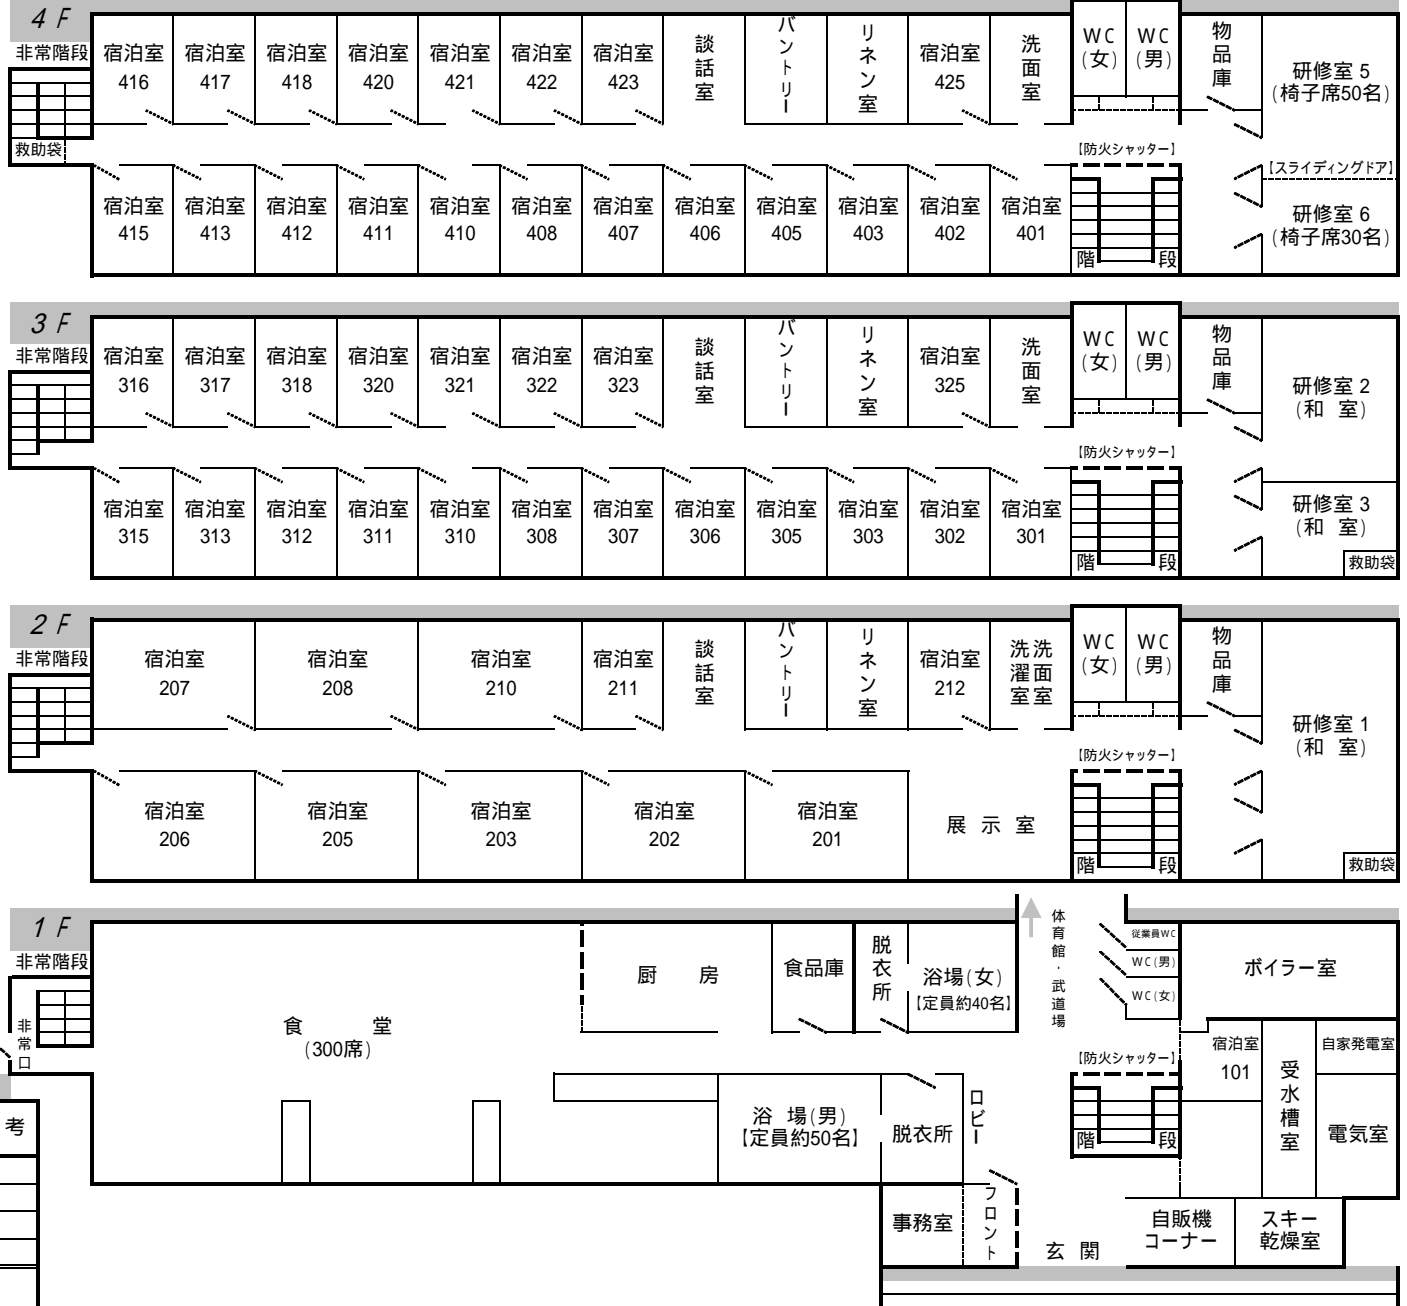 4 F
非常階段
宿泊室
416
宿泊室
417
宿泊室
418
宿泊室
420
宿泊室
421
宿泊室
422
宿泊室
423
談話室
パントリー
リネン室
宿泊室
425
洗面室
WC
(女)
WC
(男)
物品庫
研修室 5
(椅子席50名)
救助袋
【防火シャッター】
【スライディングドア】
宿泊室
415
宿泊室
413
宿泊室
412
宿泊室
411
宿泊室
410
宿泊室
408
宿泊室
407
宿泊室
406
宿泊室
405
宿泊室
403
宿泊室
402
宿泊室
401
階 段
研修室 6
(椅子席30名)
3 F
非常階段
宿泊室
316
宿泊室
317
宿泊室
318
宿泊室
320
宿泊室
321
宿泊室
322
宿泊室
323
談話室
パントリー
リネン室
宿泊室
325
洗面室
WC
(女)
WC
(男)
物品庫
研修室 2
(和 室)
【防火シャッター】
宿泊室
315
宿泊室
313
宿泊室
312
宿泊室
311
宿泊室
310
宿泊室
308
宿泊室
307
宿泊室
306
宿泊室
305
宿泊室
303
宿泊室
302
宿泊室
301
階 段
研修室 3
(和 室)
救助袋
2 F
非常階段
宿泊室
207
宿泊室
208
宿泊室
210
宿泊室
211
談話室
パントリー
リネン室
宿泊室
212
洗面室
洗濯室
WC
(女)
WC
(男)
物品庫
研修室 1
(和 室)
【防火シャッター】
宿泊室
206
宿泊室
205
宿泊室
203
宿泊室
202
宿泊室
201
展 示 室
階 段
救助袋
1 F
非常階段
非常口
食 堂
(300席)
厨 房
食品庫
脱衣所
浴場(女)
【定員約40名】
体育館・武道場
従業員WC
WC(男)
WC(女)
ボイラー室
【防火シャッター】
宿泊室
101
受水槽室
自家発電室
電気室
浴 場(男)
【定員約50名】
脱衣所
ロビー
階 段
事務室
フロント
玄 関
自販機
コーナー
スキー
乾燥室
考